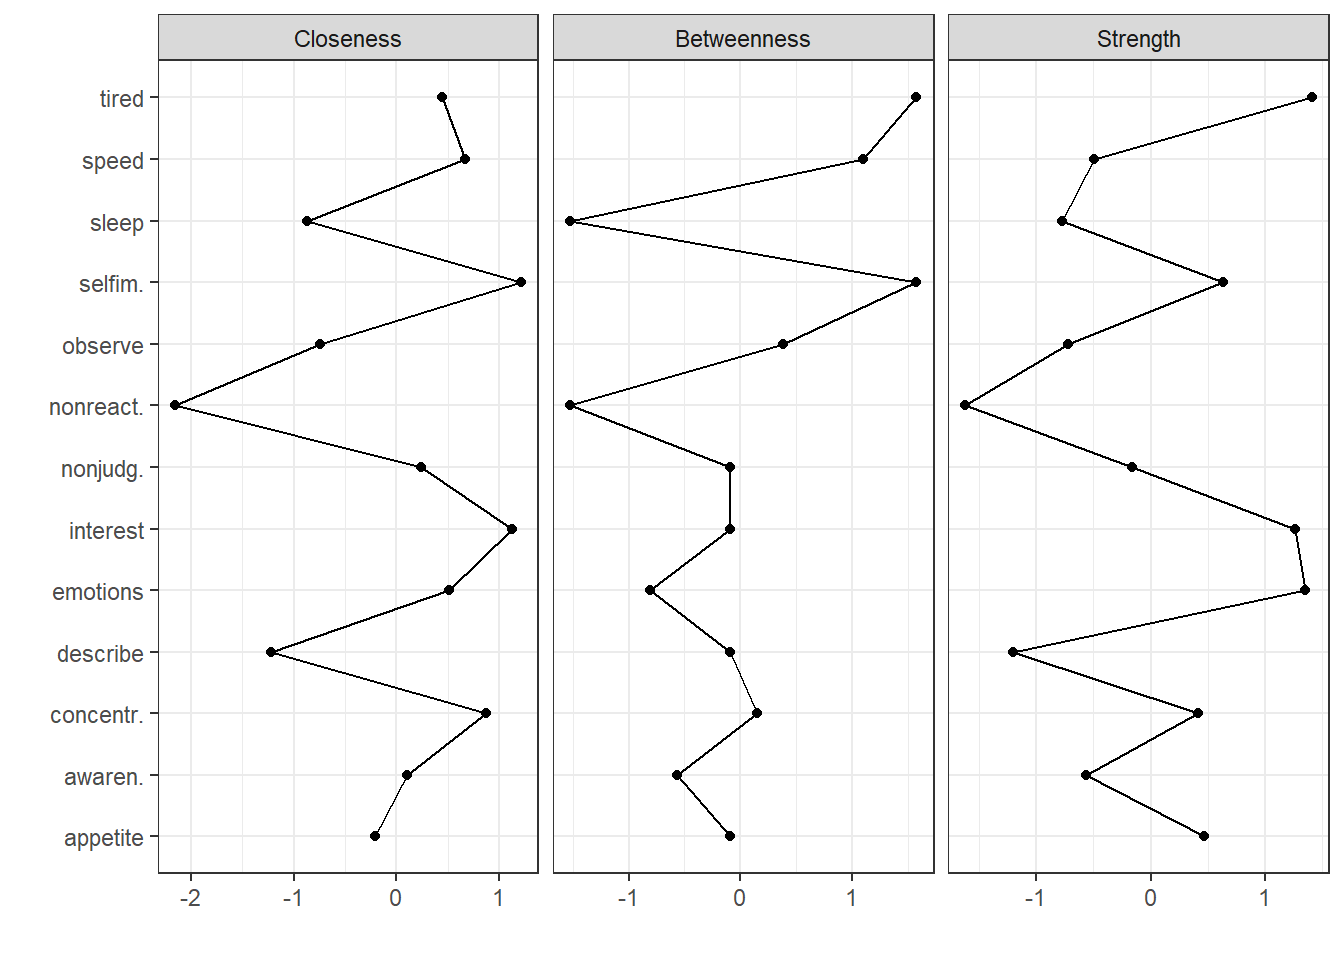 Closeness Betweenness Strength
tired
speed
sleep
selfim.
observe
nonreact.
nonjudg.
interest
emotions
describe
concentr.
awaren.
appetite
-2 -1 0 1 -1 0 1 -1 0 1